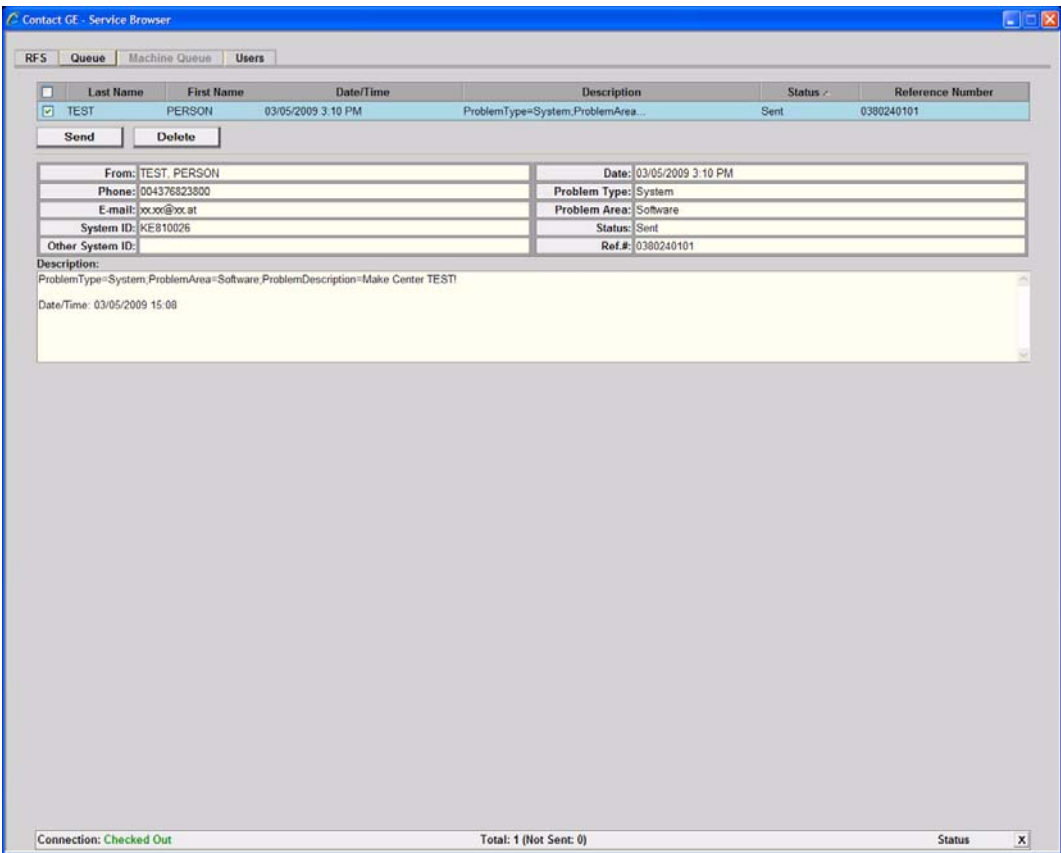 Contact GE - Service Browser
RFS Queue Machine Queue Users
Last Name First Name Date/Time Description Status Reference Number
TEST PERSON 03/05/2009 3:10 PM ProblemType=System;ProblemArea... Sent 0380240101
Send Delete
From: TEST, PERSON Date: 03/05/2009 3:10 PM
Phone: 004376823800 Problem Type: System
E-mail: xx.xx@xx.at Problem Area: Software
System ID: KE810026 Status: Sent
Other System ID: Ref.#: 0380240101
Description:
ProblemType=System;ProblemArea=Software;ProblemDescription=Make Center TEST!
Date/Time: 03/05/2009 15:08
Connection: Checked Out Total: 1 (Not Sent: 0) Status X